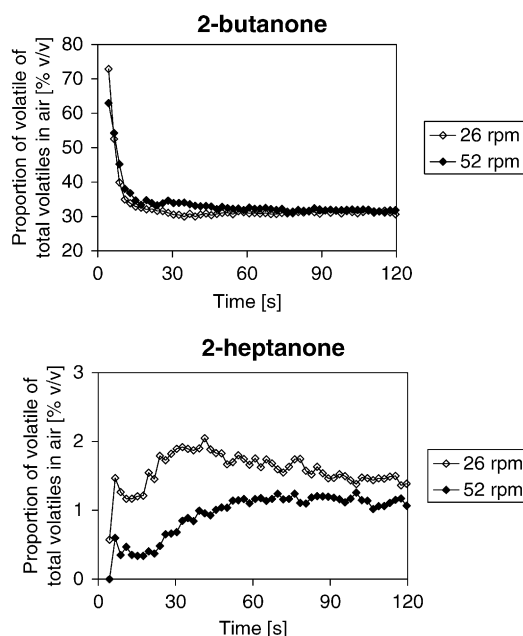 2-butanone
Proportion of volatile of
total volatiles in air [% v/v]
80
70
60
50
40
30
20
0 30 60 90 120
Time [s]
26 rpm
52 rpm
2-heptanone
Proportion of volatile of
total volatiles in air [% v/v]
3
2
1
0
0 30 60 90 120
Time [s]
26 rpm
52 rpm